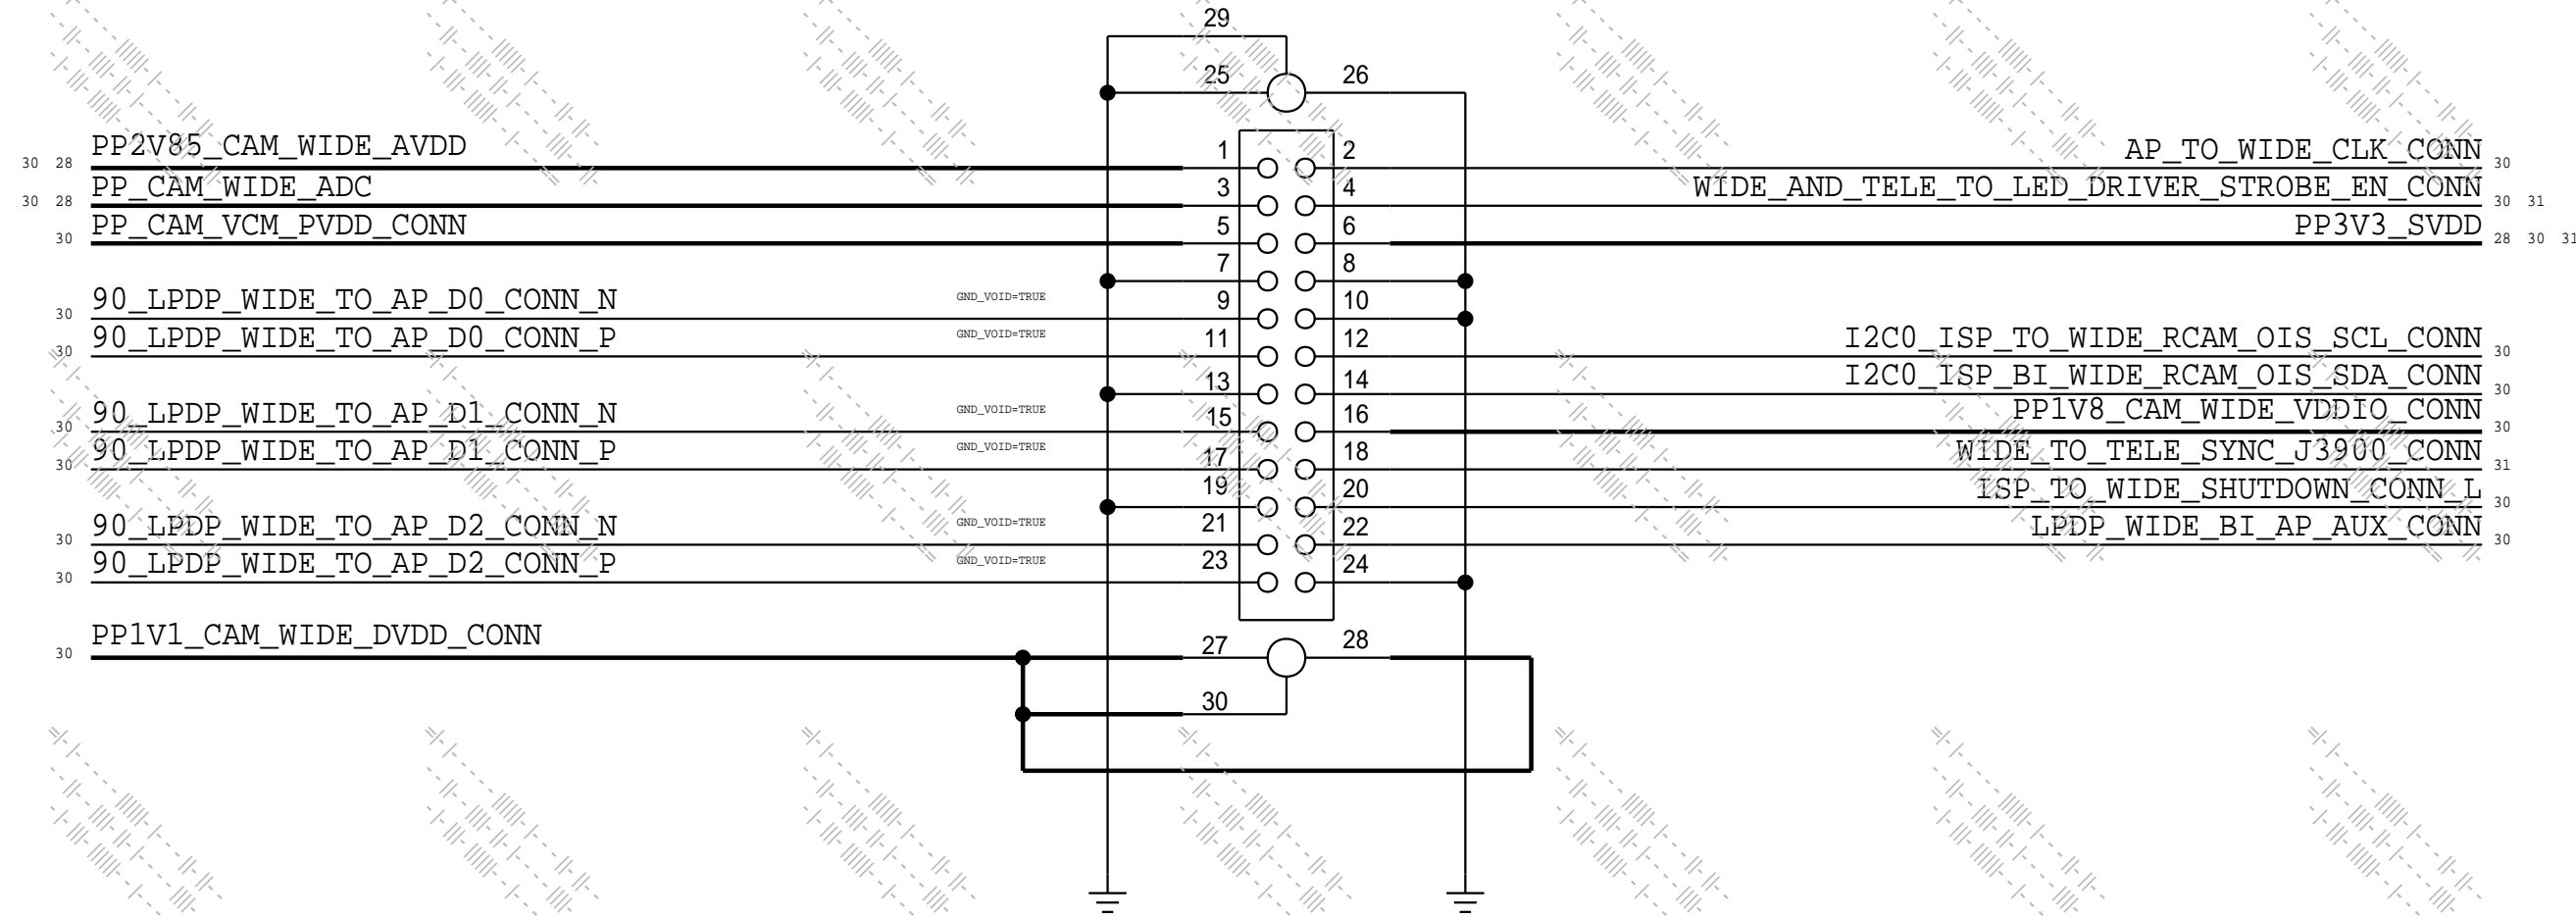 29
25 26
PP2V85_CAM_WIDE_AVDD 1 2 AP_TO_WIDE_CLK_CONN
30 28 30
PP_CAM_WIDE_ADC 3 4 WIDE_AND_TELE_TO_LED_DRIVER_STROBE_EN_CONN
30 28 30 31
PP_CAM_VCM_PVDD_CONN 5 6 PP3V3_SVDD
30 28 30 31
7 8
90_LPDP_WIDE_TO_AP_D0_CONN_N GND_VOID=TRUE 9 10
30
90_LPDP_WIDE_TO_AP_D0_CONN_P GND_VOID=TRUE 11 12 I2C0_ISP_TO_WIDE_RCAM_OIS_SCL_CONN
30 30
13 14 I2C0_ISP_BI_WIDE_RCAM_OIS_SDA_CONN
30
90_LPDP_WIDE_TO_AP_D1_CONN_N GND_VOID=TRUE 15 16 PP1V8_CAM_WIDE_VDDIO_CONN
30 30
90_LPDP_WIDE_TO_AP_D1_CONN_P GND_VOID=TRUE 17 18 WIDE_TO_TELE_SYNC_J3900_CONN
30 31
19 20 ISP_TO_WIDE_SHUTDOWN_CONN_L
30
90_LPDP_WIDE_TO_AP_D2_CONN_N GND_VOID=TRUE 21 22 LPDP_WIDE_BI_AP_AUX_CONN
30 30
90_LPDP_WIDE_TO_AP_D2_CONN_P GND_VOID=TRUE 23 24
30
PP1V1_CAM_WIDE_DVDD_CONN 27 28
30
30